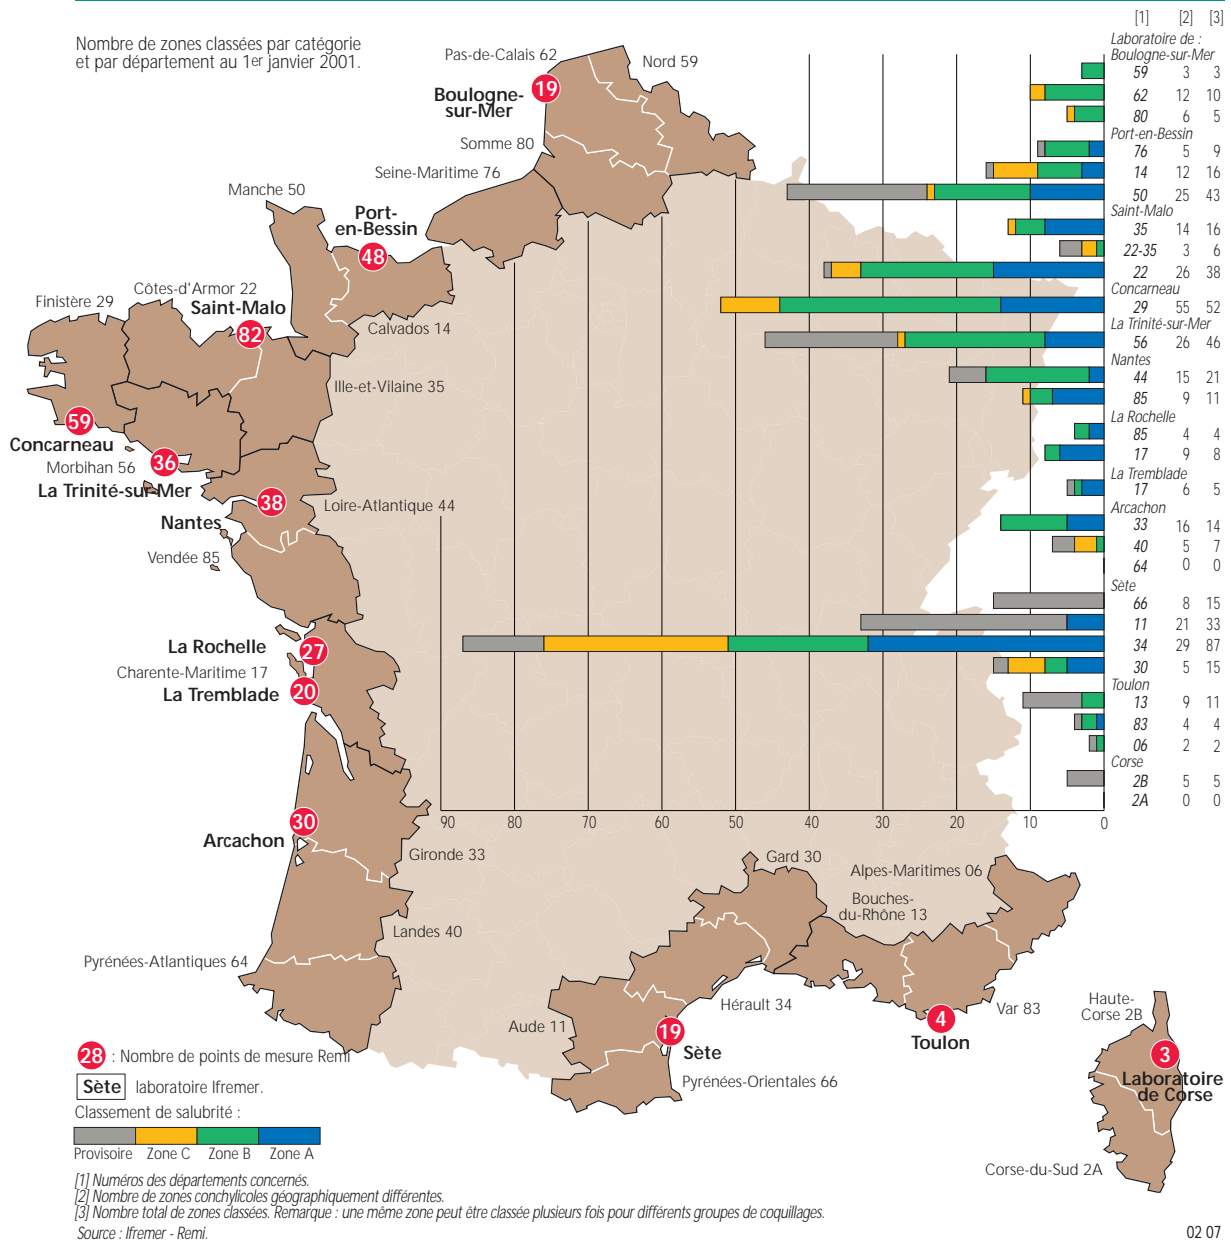 Nombre de zones classées par catégorie
et par département au 1er janvier 2001.
[1] [2] [3]
Laboratoire de :
Boulogne-sur-Mer
59 3 3
62 12 10
80 6 5
Port-en-Bessin
76 5 9
14 12 16
50 25 43
Saint-Malo
35 14 16
22-35 3 6
22 26 38
Concarneau
29 55 52
La Trinité-sur-Mer
56 26 46
Nantes
44 15 21
85 9 11
La Rochelle
85 4 4
17 9 8
La Tremblade
17 6 5
Arcachon
33 16 14
40 5 7
64 0 0
Sète
66 8 15
11 21 33
34 29 87
30 5 15
Toulon
13 9 11
83 4 4
06 2 2
Corse
2B 5 5
2A 0 0
90 80 70 60 50 40 30 20 10 0
Pas-de-Calais 62
Nord 59
Boulogne-
sur-Mer
19
Somme 80
Seine-Maritime 76
Manche 50
Port-
en-Bessin
48
Côtes-d'Armor 22
Finistère 29
Saint-Malo
82
Calvados 14
Ille-et-Vilaine 35
59
Concarneau
Morbihan 56
36
La Trinité-sur-Mer
38
Loire-Atlantique 44
Nantes
Vendée 85
La Rochelle
27
Charente-Maritime 17
La Tremblade
20
30
Arcachon
Gironde 33
Landes 40
Pyrénées-Atlantiques 64
Gard 30
Alpes-Maritimes 06
Bouches-
du-Rhône 13
Hérault 34
Var 83
4
Toulon
Aude 11
19
Sète
Pyrénées-Orientales 66
Haute-
Corse 2B
3
Laboratoire
de Corse
Corse-du-Sud 2A
28 : Nombre de points de mesure Remi
Sète laboratoire Ifremer.
Classement de salubrité :
Provisoire Zone C Zone B Zone A
[1] Numéros des départements concernés.
[2] Nombre de zones conchylicoles géographiquement différentes.
[3] Nombre total de zones classées. Remarque : une même zone peut être classée plusieurs fois pour différents groupes de coquillages.
Source : Ifremer - Remi.
02 07